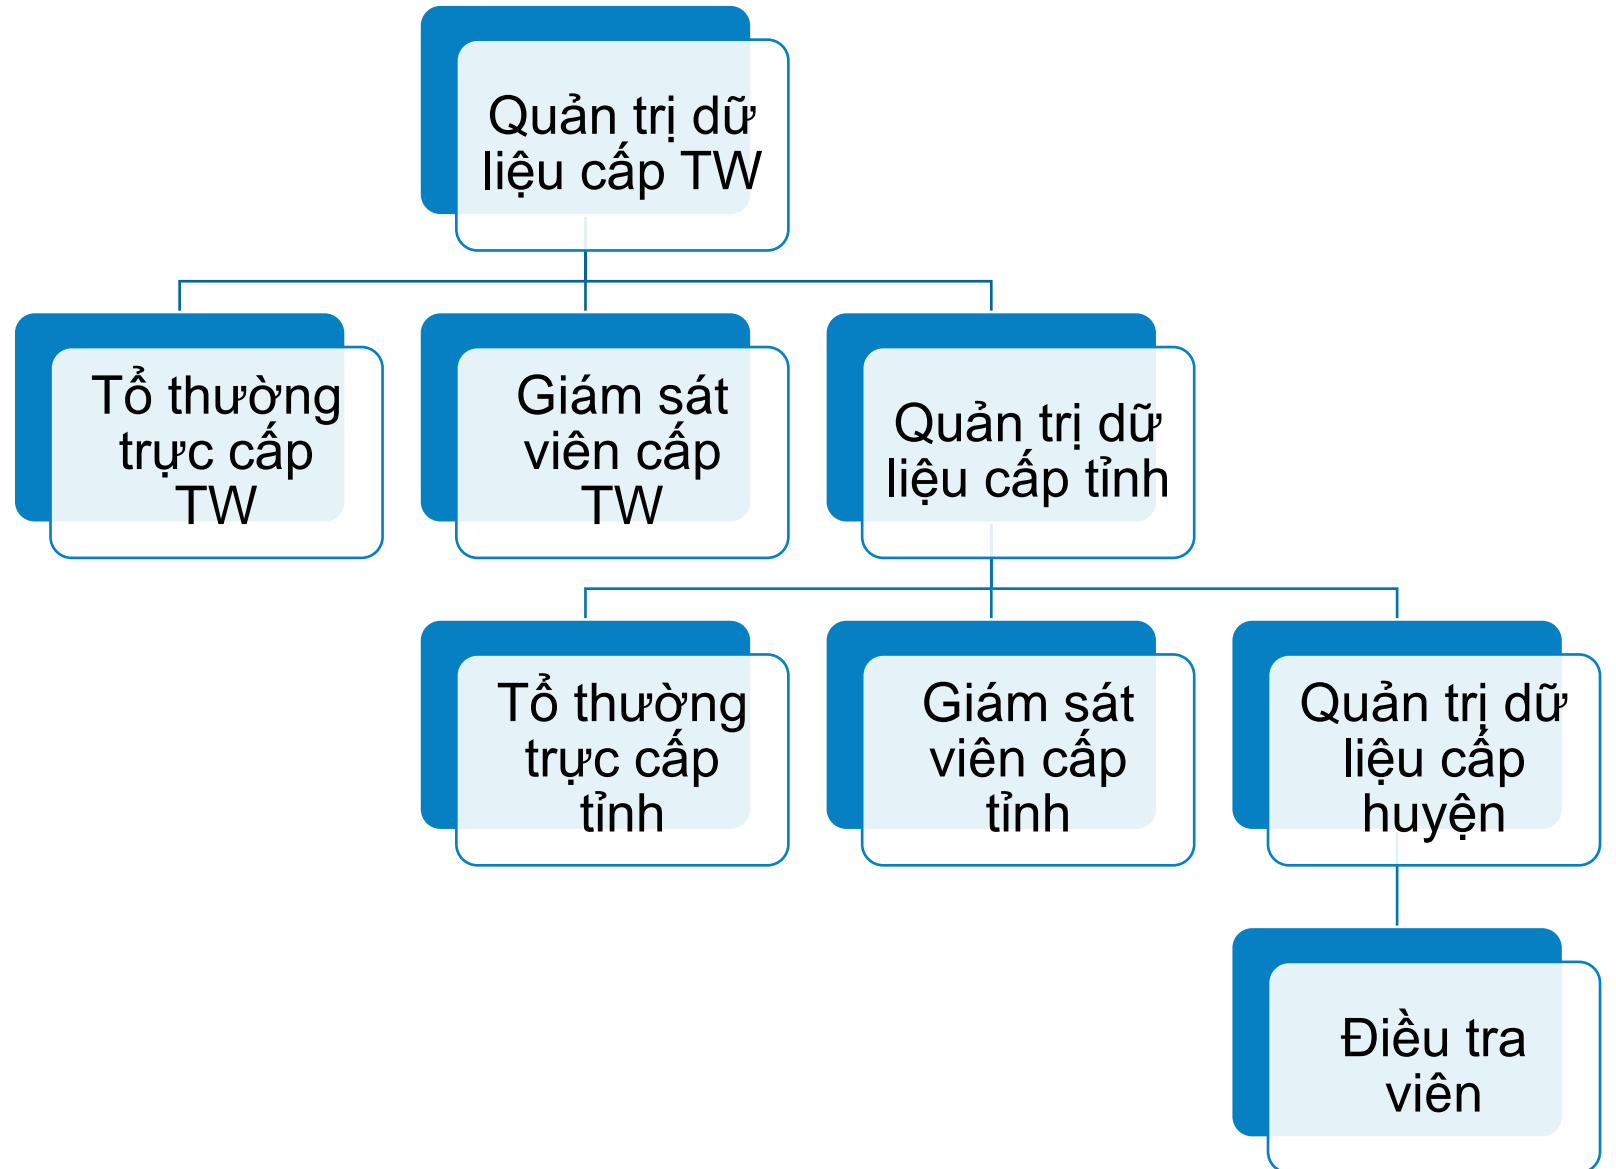 Quản trị dữ
liệu cấp TW
Tổ thường
trực cấp
TW
Giám sát
viên cấp
TW
Quản trị dữ
liệu cấp tỉnh
Tổ thường
trực cấp
tỉnh
Giám sát
viên cấp
tỉnh
Quản trị dữ
liệu cấp
huyện
Điều tra
viên